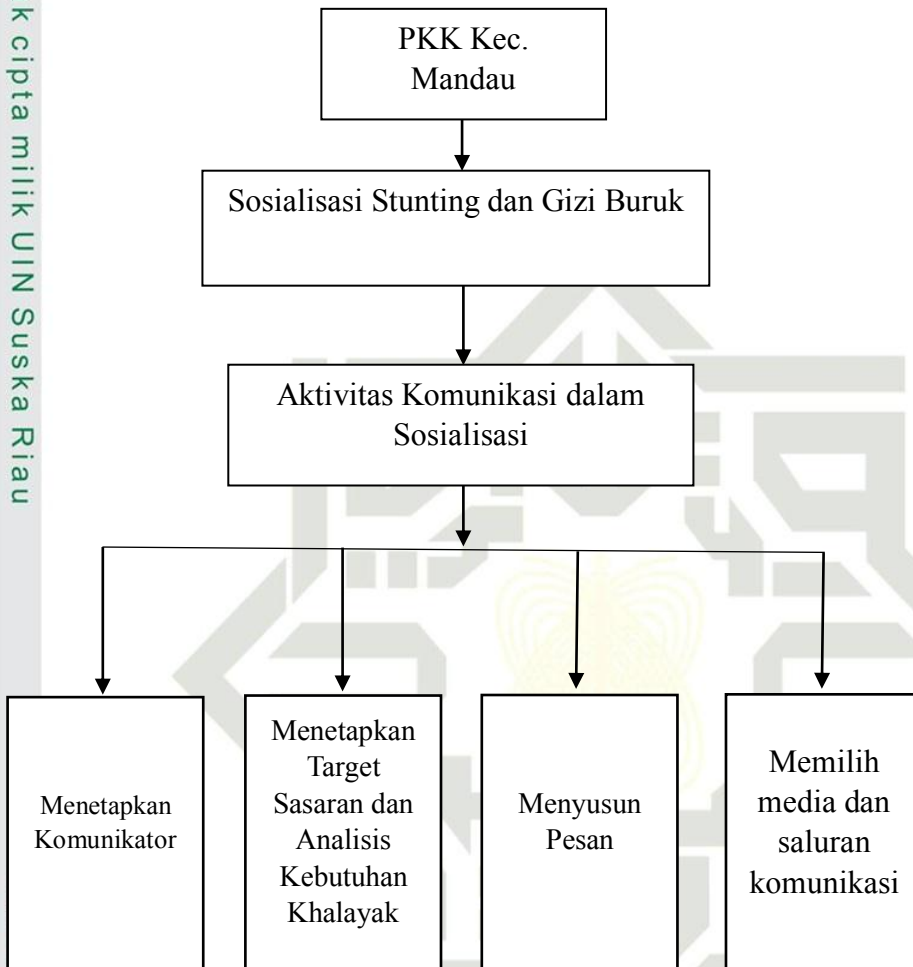 k cipta milik UIN Suska Riau
PKK Kec.
Mandau
Sosialisasi Stunting dan Gizi Buruk
Aktivitas Komunikasi dalam
Sosialisasi
Menetapkan
Komunikator
Menetapkan
Target
Sasaran dan
Analisis
Kebutuhan
Khalayak
Menyusun
Pesan
Memilih
media dan
saluran
komunikasi